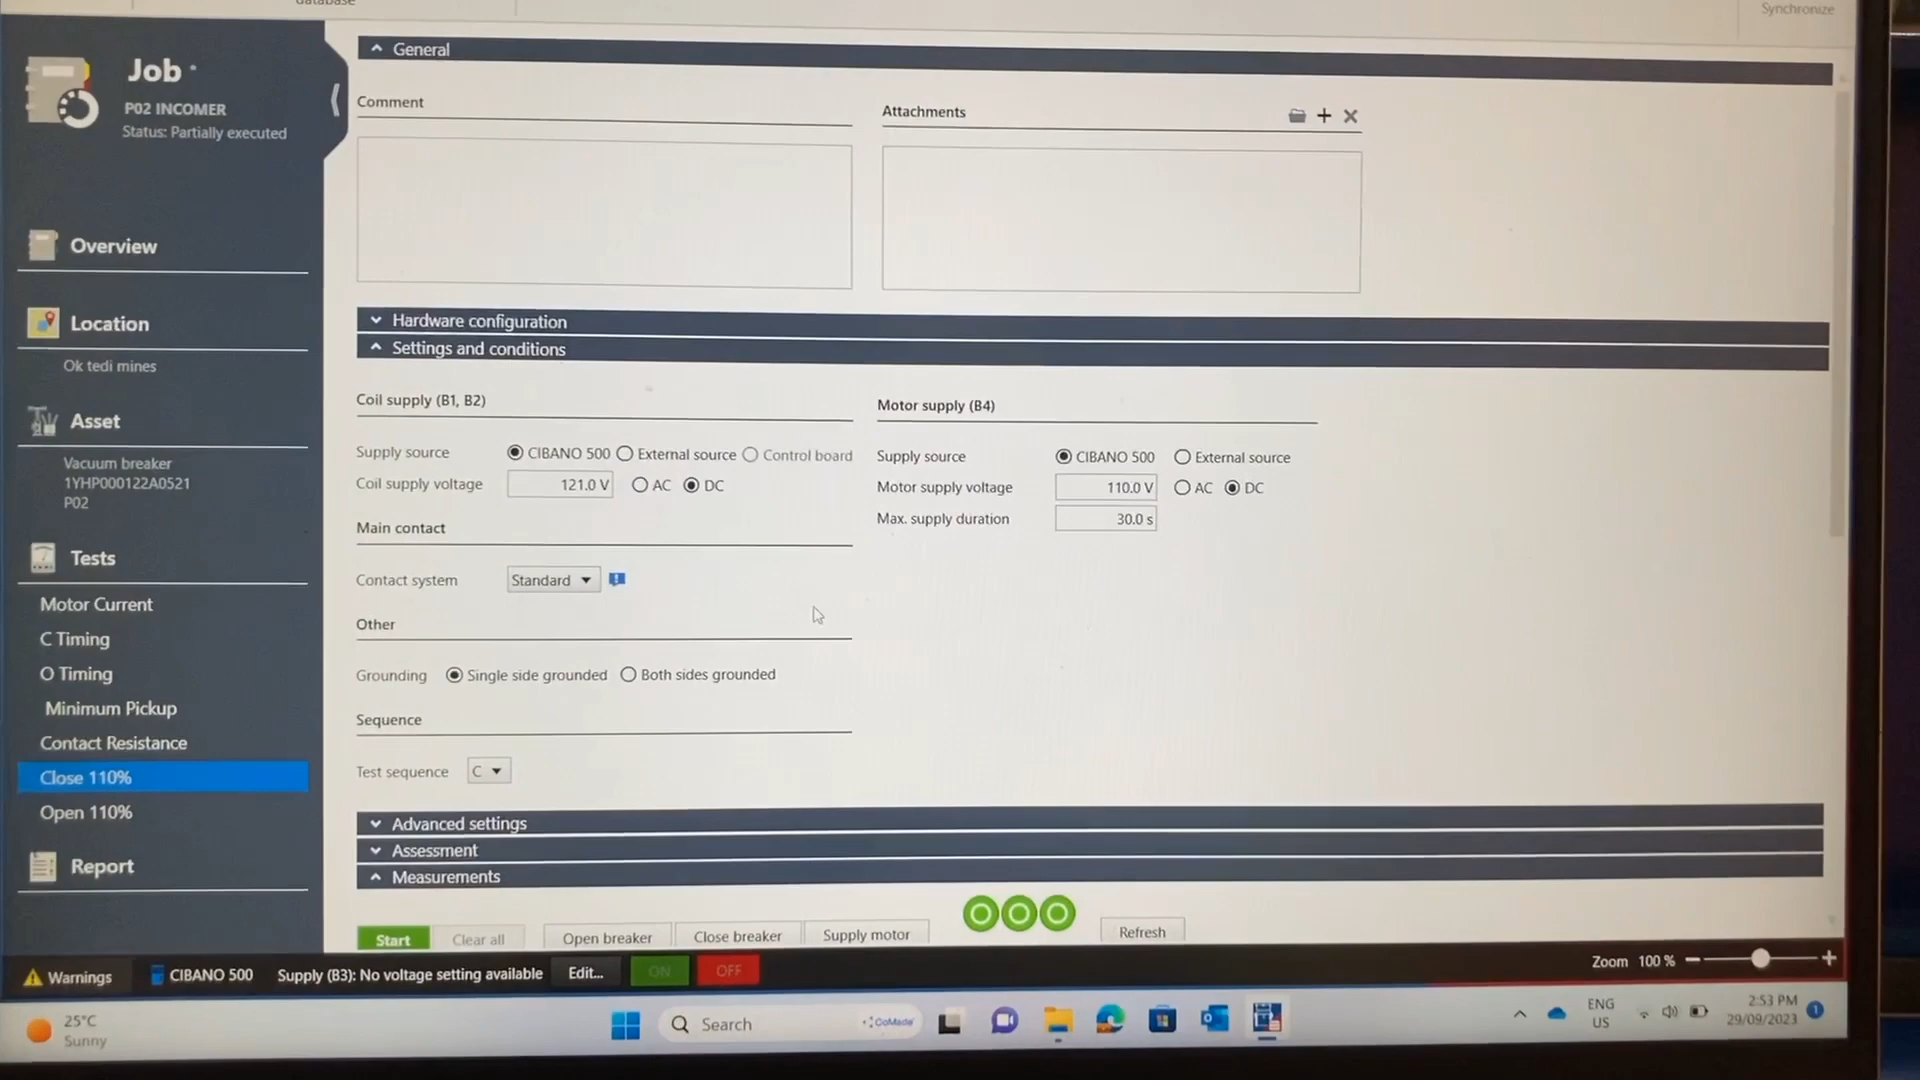 database
Synchronize
Job
P02 INCOMER
Status: Partially executed
General
Comment
Attachments
Overview
Location
Ok tedi mines
Hardware configuration
Settings and conditions
Asset
Vacuum breaker
1YHP000122A0521
P02
Coil supply (B1, B2)
Motor supply (B4)
Supply source
CIBANO 500
External source
Control board
Supply source
CIBANO 500
External source
Coil supply voltage
121.0 V
AC
DC
Motor supply voltage
110.0 V
AC
DC
Max. supply duration
30.0 s
Main contact
Contact system
Standard
Other
Grounding
Single side grounded
Both sides grounded
Sequence
Test sequence
C
Tests
Motor Current
C Timing
O Timing
Minimum Pickup
Contact Resistance
Close 110%
Open 110%
Report
Advanced settings
Assessment
Measurements
Start
Clear all
Open breaker
Close breaker
Supply motor
Refresh
Warnings
CIBANO 500
Supply (B3): No voltage setting available
Edit...
ON
OFF
Zoom 100 %
25°C
Sunny
Search
CoMade
ENG
US
2:53 PM
29/09/2023
1